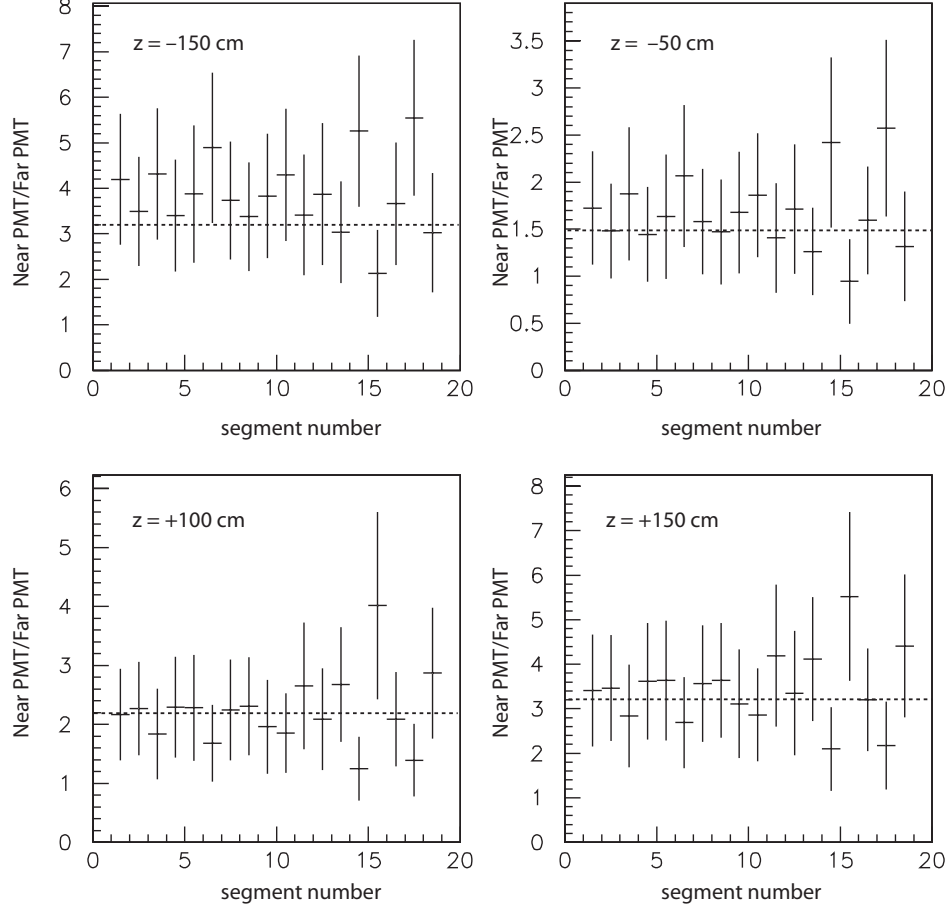 8
7
6
5
4
3
2
1
0
z = –150 cm
Near PMT/Far PMT
0 5 10 15 20
segment number
3.5
3
2.5
2
1.5
1
0.5
0
z = –50 cm
Near PMT/Far PMT
0 5 10 15 20
segment number
6
5
4
3
2
1
0
z = +100 cm
Near PMT/Far PMT
0 5 10 15 20
segment number
8
7
6
5
4
3
2
1
0
z = +150 cm
Near PMT/Far PMT
0 5 10 15 20
segment number